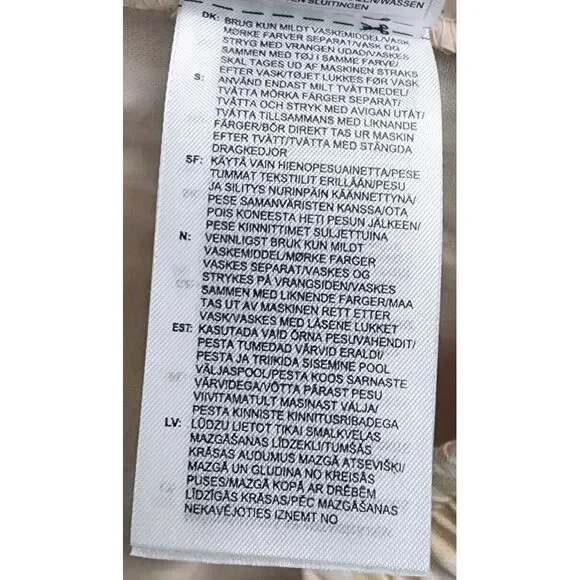 /WASSEN
EN SLUITINGEN
DK: BRUG KUN MILDT VASKEMIDDEL/VASK
MØRKE FARVER SEPARAT/VASK OG
STRYG MED VRANGEN UDAD/VASKES
SAMMEN MED TØJ I SAMME FARVE/
SKAL TAGES UD AF MASKINEN STRAKS
EFTER VASK/TØJET LUKKES FØR VASK
S: ANVÄND ENDAST MILT TVÄTTMEDEL/
TVÄTTA MÖRKA FÄRGER SEPARAT/
TVÄTTA OCH STRYK MED AVIGAN UTÅT/
TVÄTTA TILLSAMMANS MED LIKNANDE
FÄRGER/BÖR DIREKT TAS UR MASKIN
EFTER TVÄTT/TVÄTTA MED STÄNGDA
DRAGKEDJOR
SF: KÄYTÄ VAIN HIENOPESUAINETTA/PESE
TUMMAT TEKSTIILIT ERILLÄÄN/PESU
JA SILITYS NURINPÄIN KÄÄNNETTYNÄ/
PESE SAMANVÄRISTEN KANSSA/OTA
POIS KONEESTA HETI PESUN JÄLKEEN/
PESE KIINNITTIMET SULJETTUINA
N: VENNLIGST BRUK KUN MILDT
VASKEMIDDEL/MØRKE FARGER
VASKES SEPARAT/VASKES OG
STRYKES PÅ VRANGSIDEN/VASKES
SAMMEN MED LIKNENDE FARGER/MAA
TAS UT AV MASKINEN RETT ETTER
VASK/VASKES MED LÅSENE LUKKET
EST: KASUTADA VAID ÕRNA PESUVAHENDIT/
PESTA TUMEDAD VÄRVID ERALDI/
PESTA JA TRIIKIDA SISEMINE POOL
VÄLJASPOOL/PESTA KOOS SARNASTE
VÄRVIDEGA/VÕTTA PÄRAST PESU
VIIVITAMATULT MASINAST VÄLJA/
PESTA KINNISTE KINNITUSRIBADEGA
LV: LŪDZU LIETOT TIKAI SMALKVEĻAS
MAZGĀŠANAS LĪDZEKLI/TUMŠĀS
KRĀSAS AUDUMUS MAZGĀ ATSEVIŠĶI/
MAZGĀ UN GLUDINA NO KREISĀS
PUSES/MAZGĀ KOPĀ AR DRĒBĒM
LĪDZĪGĀS KRĀSĀS/PĒC MAZGĀŠANAS
NEKAVĒJOTIES IZŅEMT NO